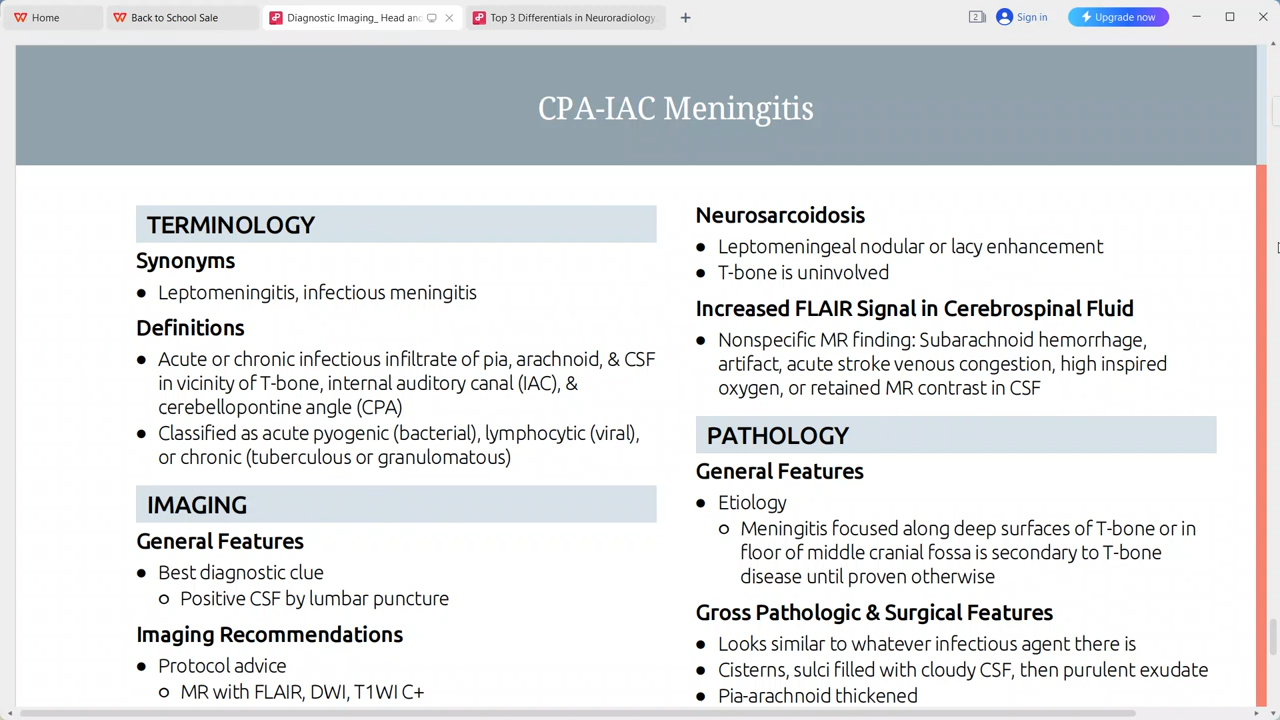 Home
Back to School Sale
Diagnostic Imaging_ Head and
Top 3 Differentials in Neuroradiology
2
Sign in
Upgrade now
CPA-IAC Meningitis
TERMINOLOGY
Synonyms
● Leptomeningitis, infectious meningitis
Definitions
● Acute or chronic infectious infiltrate of pia, arachnoid, & CSF
in vicinity of T-bone, internal auditory canal (IAC), &
cerebellopontine angle (CPA)
● Classified as acute pyogenic (bacterial), lymphocytic (viral),
or chronic (tuberculous or granulomatous)
IMAGING
General Features
● Best diagnostic clue
○ Positive CSF by lumbar puncture
Imaging Recommendations
● Protocol advice
○ MR with FLAIR, DWI, T1WI C+
Neurosarcoidosis
● Leptomeningeal nodular or lacy enhancement
● T-bone is uninvolved
Increased FLAIR Signal in Cerebrospinal Fluid
● Nonspecific MR finding: Subarachnoid hemorrhage,
artifact, acute stroke venous congestion, high inspired
oxygen, or retained MR contrast in CSF
PATHOLOGY
General Features
● Etiology
○ Meningitis focused along deep surfaces of T-bone or in
floor of middle cranial fossa is secondary to T-bone
disease until proven otherwise
Gross Pathologic & Surgical Features
● Looks similar to whatever infectious agent there is
● Cisterns, sulci filled with cloudy CSF, then purulent exudate
● Pia-arachnoid thickened